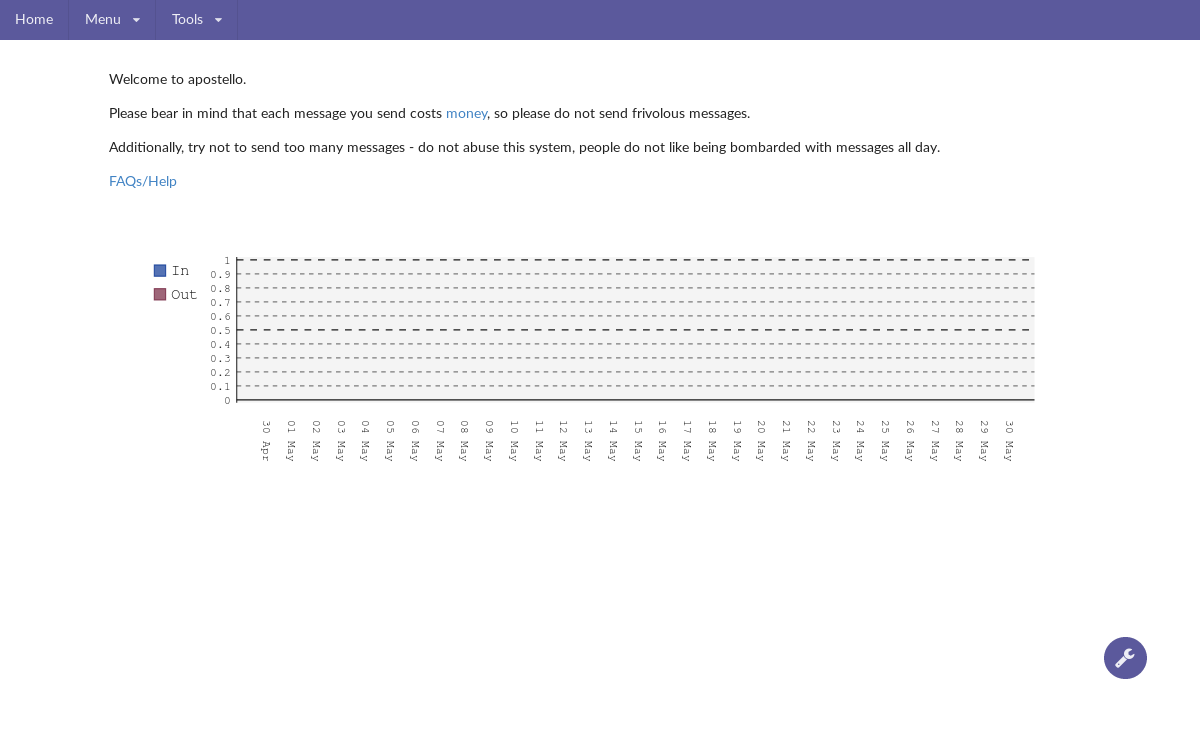 Home Menu Tools
Welcome to apostello.
Please bear in mind that each message you send costs money, so please do not send frivolous messages.
Additionally, try not to send too many messages - do not abuse this system, people do not like being bombarded with messages all day.
FAQs/Help
In
Out
1
0.9
0.8
0.7
0.6
0.5
0.4
0.3
0.2
0.1
0
30 Apr
01 May
02 May
03 May
04 May
05 May
06 May
07 May
08 May
09 May
10 May
11 May
12 May
13 May
14 May
15 May
16 May
17 May
18 May
19 May
20 May
21 May
22 May
23 May
24 May
25 May
26 May
27 May
28 May
29 May
30 May